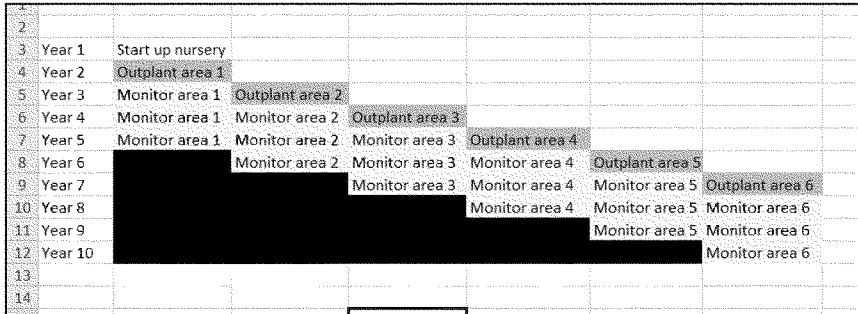 2
3 Year 1 Start up nursery
4 Year 2 Outplant area 1
5 Year 3 Monitor area 1 Outplant area 2
6 Year 4 Monitor area 1 Monitor area 2 Outplant area 3
7 Year 5 Monitor area 1 Monitor area 2 Monitor area 3 Outplant area 4
8 Year 6 Monitor area 2 Monitor area 3 Monitor area 4 Outplant area 5
9 Year 7 Monitor area 3 Monitor area 4 Monitor area 5 Outplant area 6
10 Year 8 Monitor area 4 Monitor area 5 Monitor area 6
11 Year 9 Monitor area 5 Monitor area 6
12 Year 10 Monitor area 6
13
14